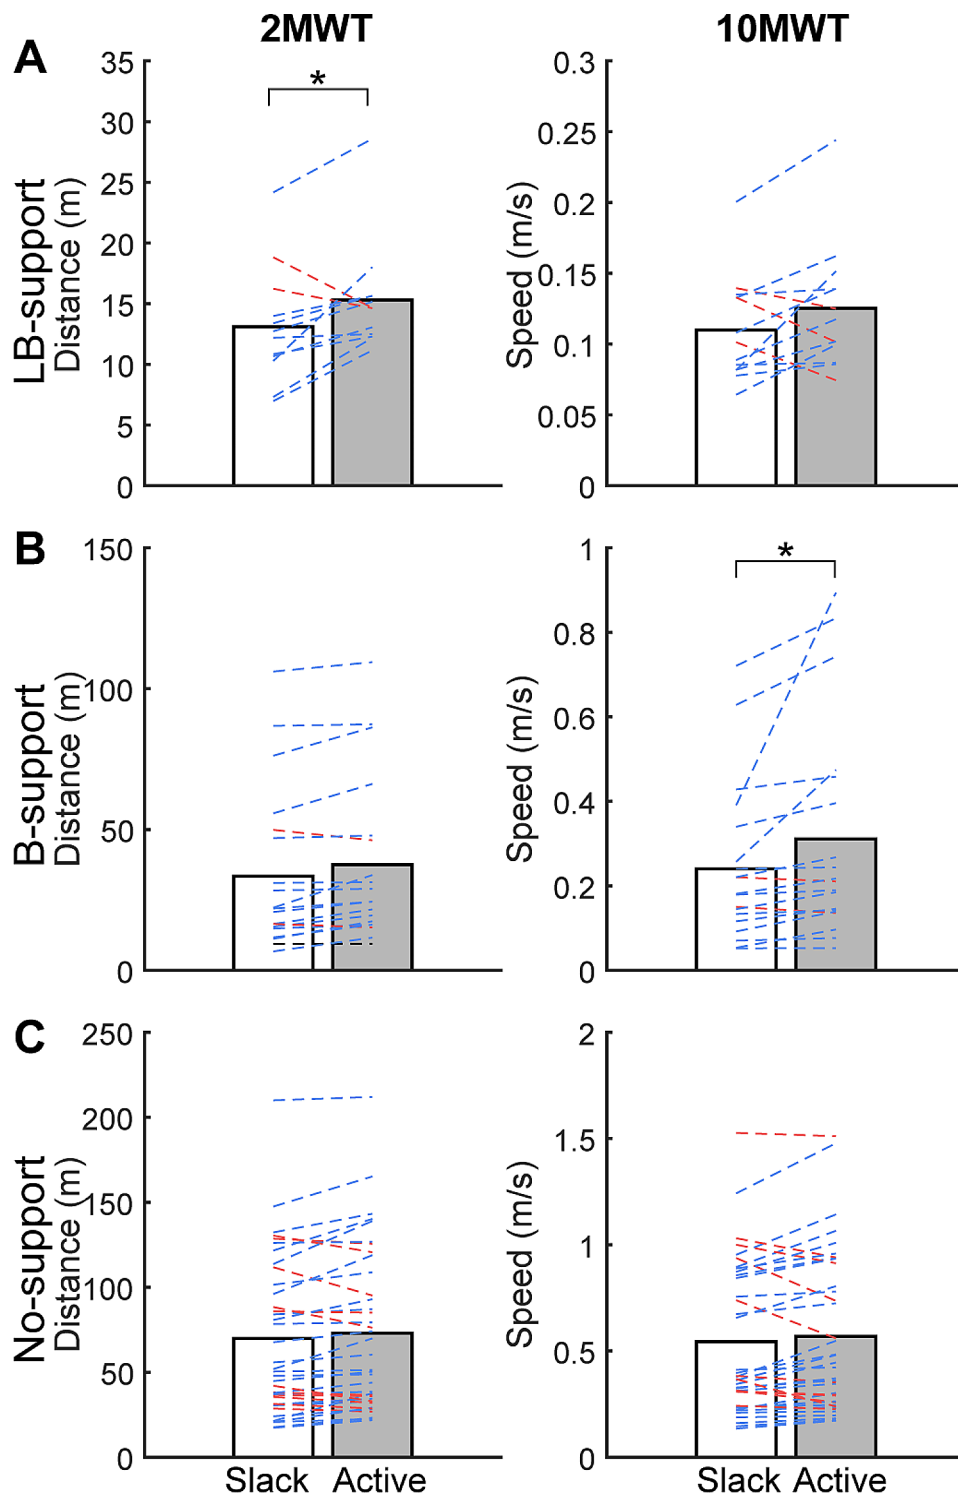 2MWT 10MWT
A
LB-support
Distance (m)
35
30
25
20
15
10
5
0
*
Speed (m/s)
0.3
0.25
0.2
0.15
0.1
0.05
0
B
B-support
Distance (m)
150
100
50
0
Speed (m/s)
1
0.8
0.6
0.4
0.2
0
*
C
No-support
Distance (m)
250
200
150
100
50
0
Slack Active
Speed (m/s)
2
1.5
1
0.5
0
Slack Active